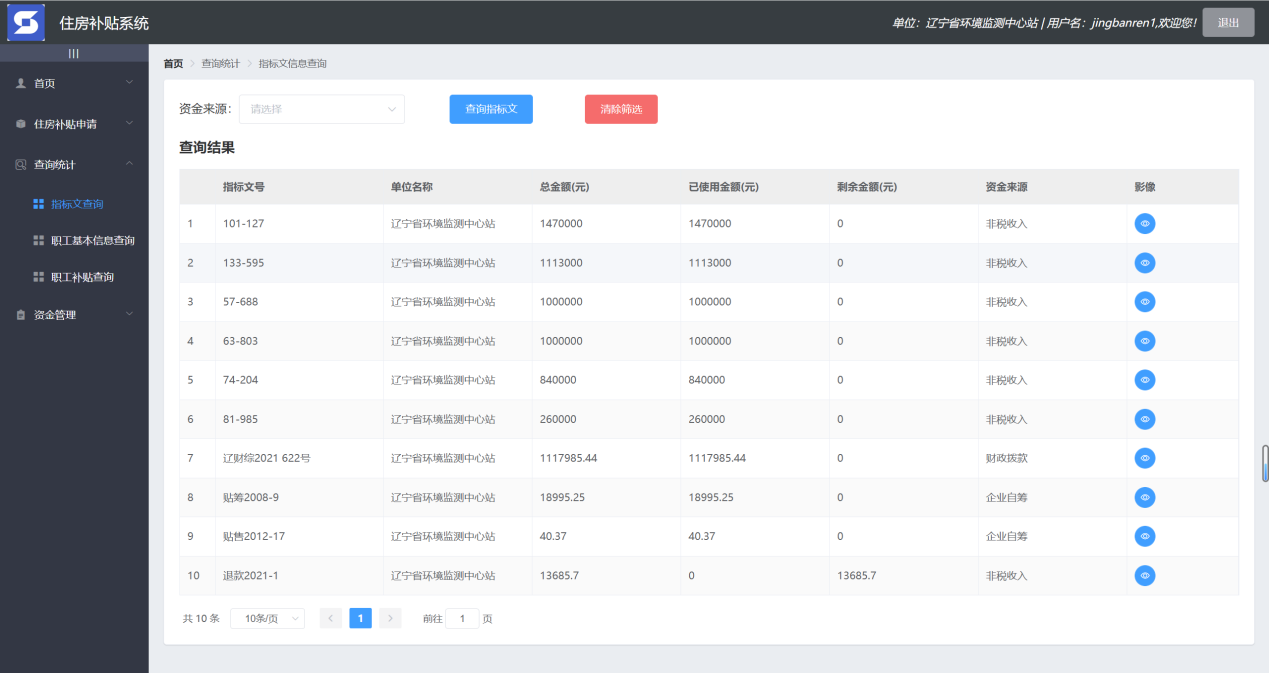 住房补贴系统
单位：辽宁省环境监测中心站 | 用户名：jingbanren1,欢迎您！ 退出
首页
住房补贴申请
查询统计
指标文查询
职工基本信息查询
职工补贴查询
资金管理
首页 > 查询统计 > 指标文信息查询
资金来源： 请选择 查询指标文 清除筛选
查询结果
指标文号 单位名称 总金额(元) 已使用金额(元) 剩余金额(元) 资金来源 影像
1 101-127 辽宁省环境监测中心站 1470000 1470000 0 非税收入
2 133-595 辽宁省环境监测中心站 1113000 1113000 0 非税收入
3 57-688 辽宁省环境监测中心站 1000000 1000000 0 非税收入
4 63-803 辽宁省环境监测中心站 1000000 1000000 0 非税收入
5 74-204 辽宁省环境监测中心站 840000 840000 0 非税收入
6 81-985 辽宁省环境监测中心站 260000 260000 0 非税收入
7 辽财综2021 622号 辽宁省环境监测中心站 1117985.44 1117985.44 0 财政拨款
8 贴筹2008-9 辽宁省环境监测中心站 18995.25 18995.25 0 企业自筹
9 贴售2012-17 辽宁省环境监测中心站 40.37 40.37 0 企业自筹
10 退款2021-1 辽宁省环境监测中心站 13685.7 0 13685.7 非税收入
共 10 条 10条/页 < 1 > 前往 1 页